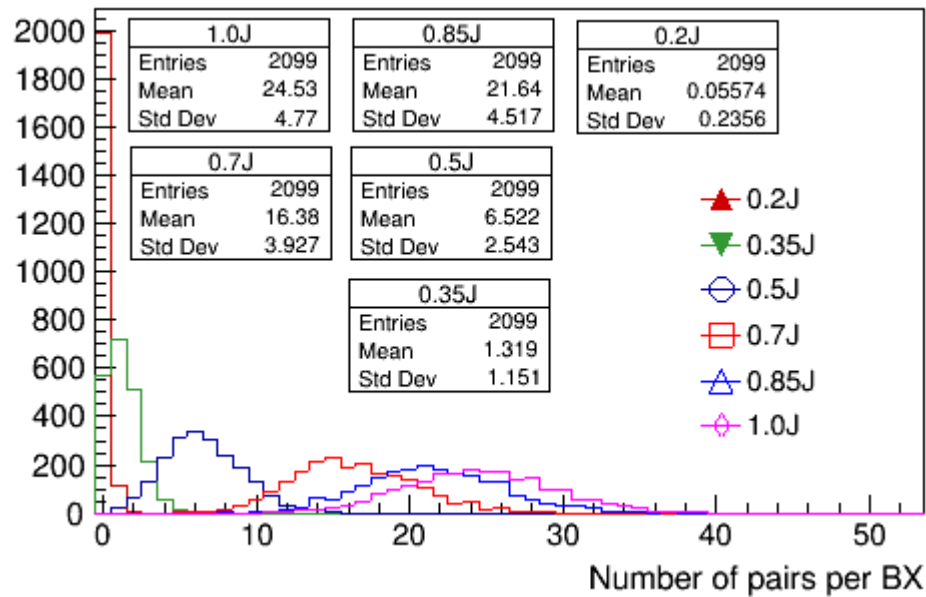 2000
1800
1600
1400
1200
1000
800
600
400
200
0
1.0J
Entries 2099
Mean 24.53
Std Dev 4.77
0.85J
Entries 2099
Mean 21.64
Std Dev 4.517
0.2J
Entries 2099
Mean 0.05574
Std Dev 0.2356
0.7J
Entries 2099
Mean 16.38
Std Dev 3.927
0.5J
Entries 2099
Mean 6.522
Std Dev 2.543
0.35J
Entries 2099
Mean 1.319
Std Dev 1.151
0.2J
0.35J
0.5J
0.7J
0.85J
1.0J
0 10 20 30 40 50
Number of pairs per BX